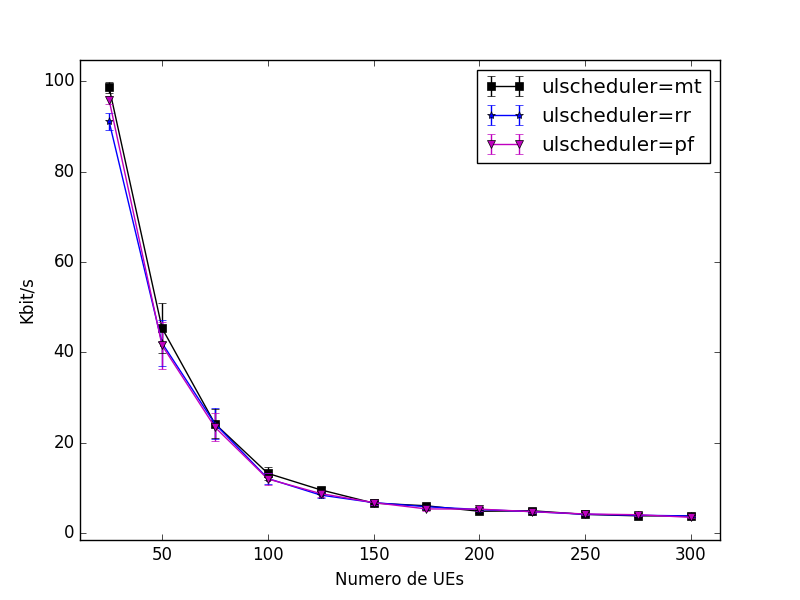 100
80
60
40
20
0
Kbit/s
ulscheduler=mt
ulscheduler=rr
ulscheduler=pf
50 100 150 200 250 300
Numero de UEs